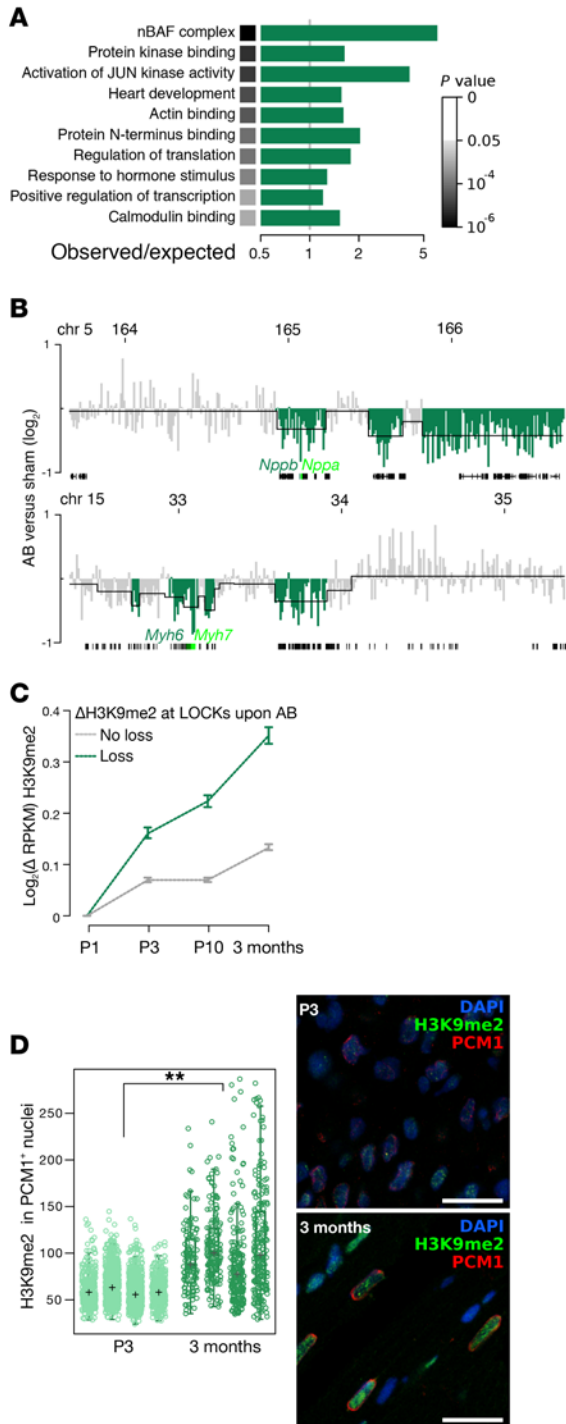 A
nBAF complex
Protein kinase binding
Activation of JUN kinase activity
Heart development
Actin binding
Protein N-terminus binding
Regulation of translation
Response to hormone stimulus
Positive regulation of transcription
Calmodulin binding
Observed/expected
0.5 1 2 5
P value
0
0.05
10⁻⁴
10⁻⁶
B
chr 5 164 165 166
1
-1
Nppb Nppa
AB versus sham (log₂)
chr 15 33 34 35
1
-1
Myh6 Myh7
C
ΔH3K9me2 at LOCKs upon AB
No loss
Loss
Log₂(Δ RPKM) H3K9me2
0.4
0.3
0.2
0.1
0
P1 P3 P10 3 months
D
**
H3K9me2 in PCM1⁺ nuclei
250
200
150
100
50
P3 3 months
P3
DAPI
H3K9me2
PCM1
3 months
DAPI
H3K9me2
PCM1